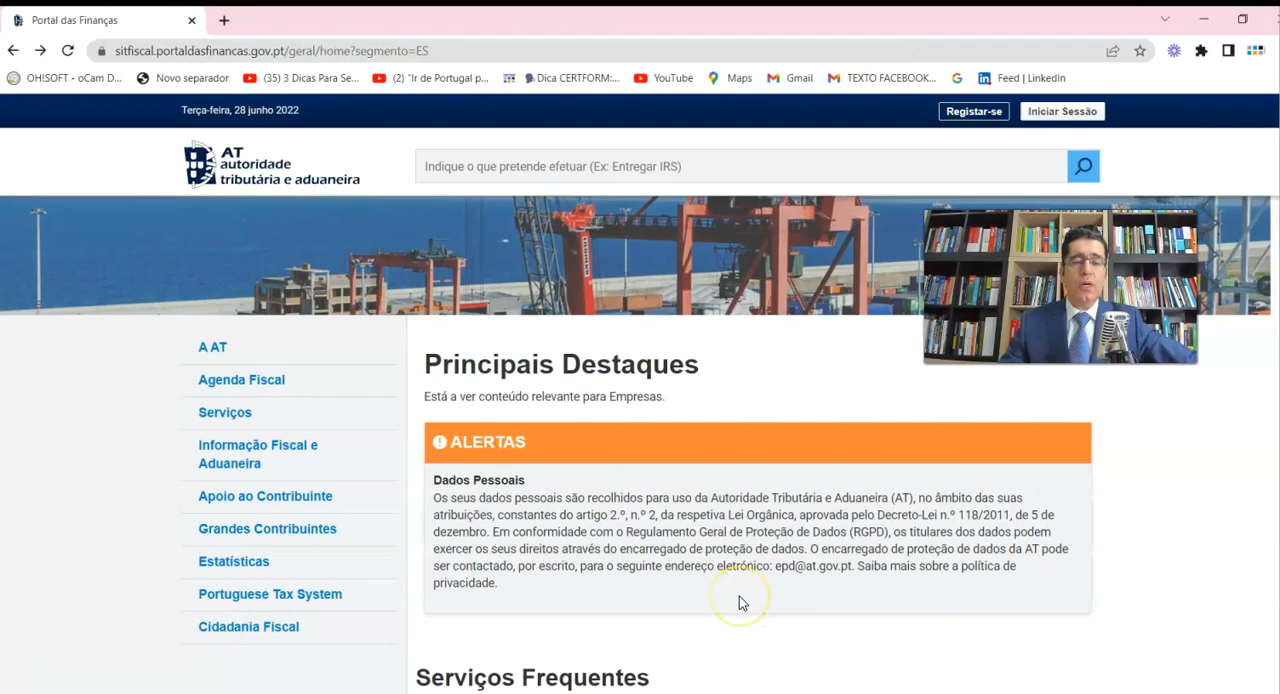 Portal das Finanças
sitfiscal.portaldasfinancas.gov.pt/geral/home?segmento=ES
OHISOFT - oCam D...
Novo separador
(35) 3 Dicas Para Se...
(2) "Ir de Portugal p...
Dica CERTFORM:...
YouTube
Maps
Gmail
TEXTO FACEBOOK...
Feed | LinkedIn
Terça-feira, 28 junho 2022
Registar-se
Iniciar Sessão
AT
autoridade
tributária e aduaneira
Indique o que pretende efetuar (Ex: Entregar IRS)
A AT
Agenda Fiscal
Serviços
Informação Fiscal e
Aduaneira
Apoio ao Contribuinte
Grandes Contribuintes
Estatísticas
Portuguese Tax System
Cidadania Fiscal
Principais Destaques
Está a ver conteúdo relevante para Empresas.
ALERTAS
Dados Pessoais
Os seus dados pessoais são recolhidos para uso da Autoridade Tributária e Aduaneira (AT), no âmbito das suas
atribuições, constantes do artigo 2.º, n.º 2, da respetiva Lei Orgânica, aprovada pelo Decreto-Lei n.º 118/2011, de 5 de
dezembro. Em conformidade com o Regulamento Geral de Proteção de Dados (RGPD), os titulares dos dados podem
exercer os seus direitos através do encarregado de proteção de dados. O encarregado de proteção de dados da AT pode
ser contactado, por escrito, para o seguinte endereço eletrónico: epd@at.gov.pt. Saiba mais sobre a política de
privacidade.
Serviços Frequentes